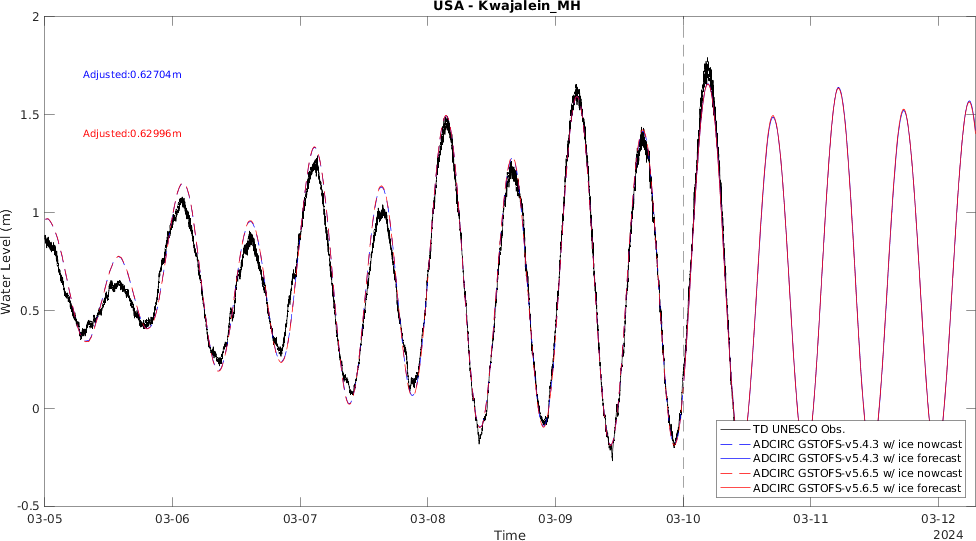 USA - Kwajalein_MH
2
Adjusted:0.62704m
1.5
Adjusted:0.62996m
1
Water Level (m)
0.5
0
-0.5
TD UNESCO Obs.
ADCIRC GSTOFS-v5.4.3 w/ ice nowcast
ADCIRC GSTOFS-v5.4.3 w/ ice forecast
ADCIRC GSTOFS-v5.6.5 w/ ice nowcast
ADCIRC GSTOFS-v5.6.5 w/ ice forecast
03-05 03-06 03-07 03-08 03-09 03-10 03-11 03-12
Time
2024